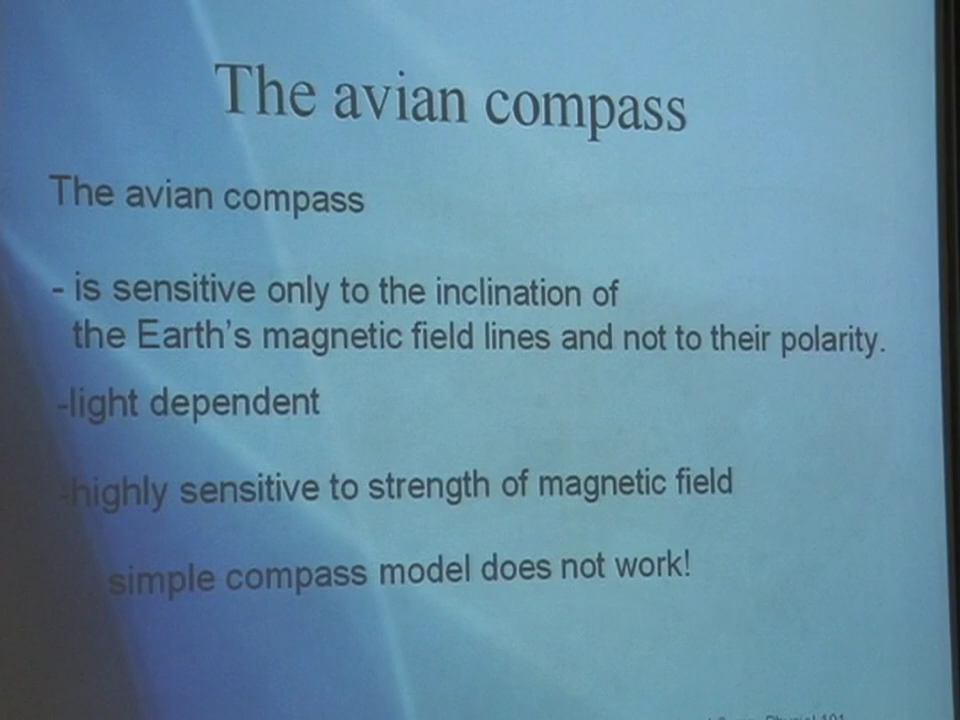 The avian compass
The avian compass
- is sensitive only to the inclination of
the Earth's magnetic field lines and not to their polarity.
-light dependent
-highly sensitive to strength of magnetic field
simple compass model does not work!